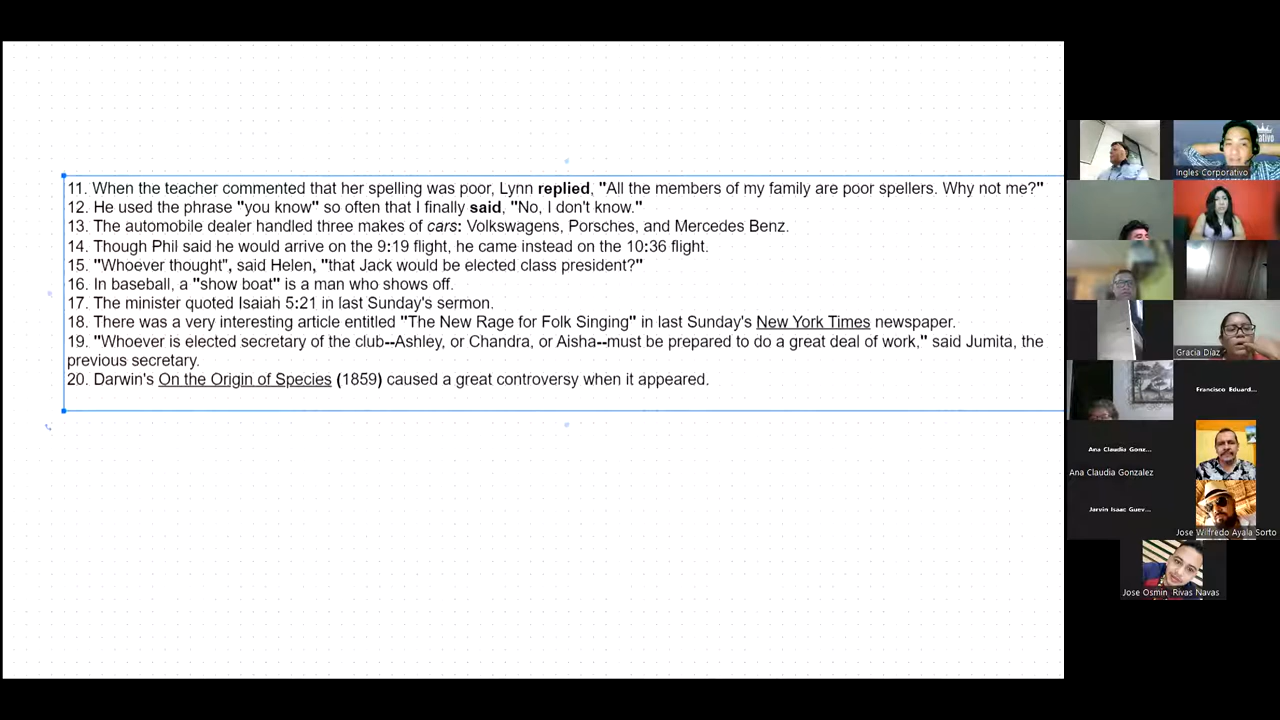 11. When the teacher commented that her spelling was poor, Lynn replied, "All the members of my family are poor spellers. Why not me?"
12. He used the phrase "you know" so often that I finally said, "No, I don't know."
13. The automobile dealer handled three makes of cars: Volkswagens, Porsches, and Mercedes Benz.
14. Though Phil said he would arrive on the 9:19 flight, he came instead on the 10:36 flight.
15. "Whoever thought", said Helen, "that Jack would be elected class president?"
16. In baseball, a "show boat" is a man who shows off.
17. The minister quoted Isaiah 5:21 in last Sunday's sermon.
18. There was a very interesting article entitled "The New Rage for Folk Singing" in last Sunday's New York Times newspaper.
19. "Whoever is elected secretary of the club--Ashley, or Chandra, or Aisha--must be prepared to do a great deal of work," said Jumita, the
previous secretary.
20. Darwin's On the Origin of Species (1859) caused a great controversy when it appeared.
ativo
Ingles Corporativo
Gracia Díaz
Francisco Eduard...
Ana Claudia Gonz...
Ana Claudia Gonzalez
Jarvin Isaac Guev...
Jose Wilfredo Ayala Sorto
Jose Osmin Rivas Navas